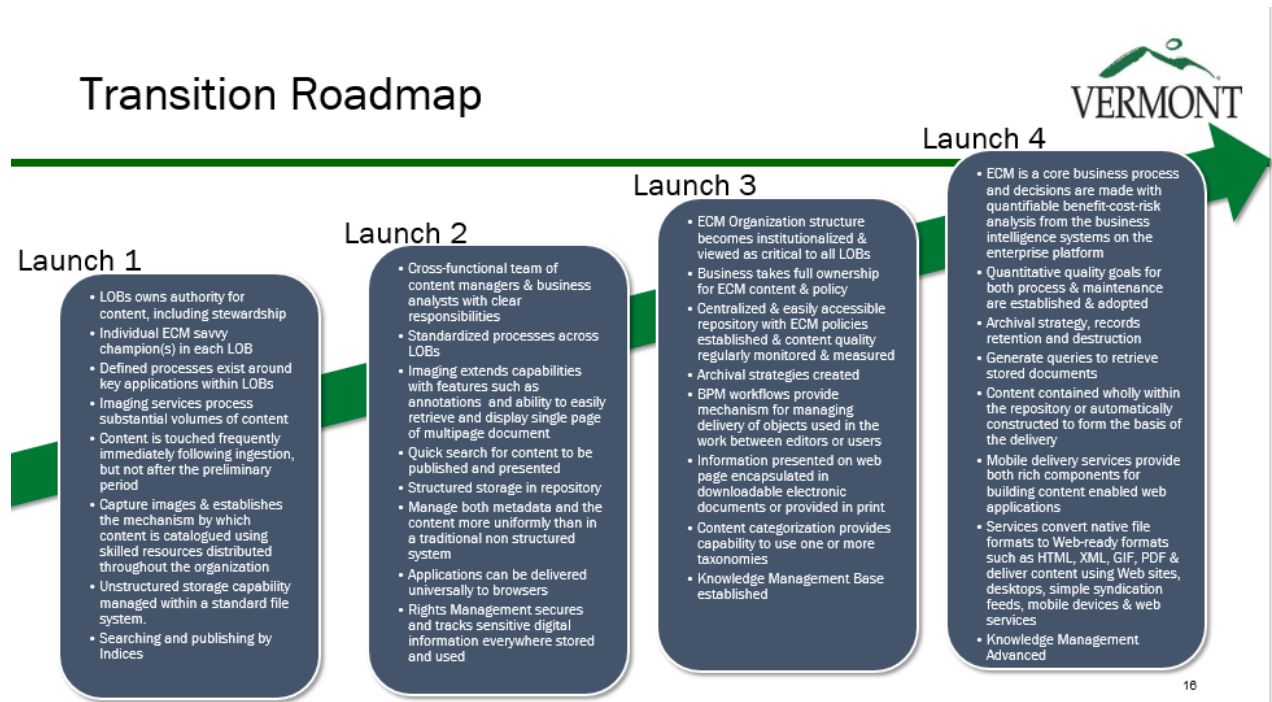 Transition Roadmap
VERMONT
Launch 1
• LOBs owns authority for
content, including stewardship
• Individual ECM savvy
champion(s) in each LOB
• Defined processes exist around
key applications within LOBs
• Imaging services process
substantial volumes of content
• Content is touched frequently
immediately following ingestion,
but not after the preliminary
period
• Capture images & establishes
the mechanism by which
content is catalogued using
skilled resources distributed
throughout the organization
• Unstructured storage capability
managed within a standard file
system.
• Searching and publishing by
Indices
Launch 2
• Cross-functional team of
content managers & business
analysts with clear
responsibilities
• Standardized processes across
LOBs
• Imaging extends capabilities
with features such as
annotations and ability to easily
retrieve and display single page
of multipage document
• Quick search for content to be
published and presented
• Structured storage in repository
• Manage both metadata and the
content more uniformly than in
a traditional non structured
system
• Applications can be delivered
universally to browsers
• Rights Management secures
and tracks sensitive digital
information everywhere stored
and used
Launch 3
• ECM Organization structure
becomes institutionalized &
viewed as critical to all LOBs
• Business takes full ownership
for ECM content & policy
• Centralized & easily accessible
repository with ECM policies
established & content quality
regularly monitored & measured
• Archival strategies created
• BPM workflows provide
mechanism for managing
delivery of objects used in the
work between editors or users
• Information presented on web
page encapsulated in
downloadable electronic
documents or provided in print
• Content categorization provides
capability to use one or more
taxonomies
• Knowledge Management Base
established
Launch 4
• ECM is a core business process
and decisions are made with
quantifiable benefit-cost-risk
analysis from the business
intelligence systems on the
enterprise platform
• Quantitative quality goals for
both process & maintenance
are established & adopted
• Archival strategy, records
retention and destruction
• Generate queries to retrieve
stored documents
• Content contained wholly within
the repository or automatically
constructed to form the basis of
the delivery
• Mobile delivery services provide
both rich components for
building content enabled web
applications
• Services convert native file
formats to Web-ready formats
such as HTML, XML, GIF, PDF &
deliver content using Web sites,
desktops, simple syndication
feeds, mobile devices & web
services
• Knowledge Management
Advanced
16